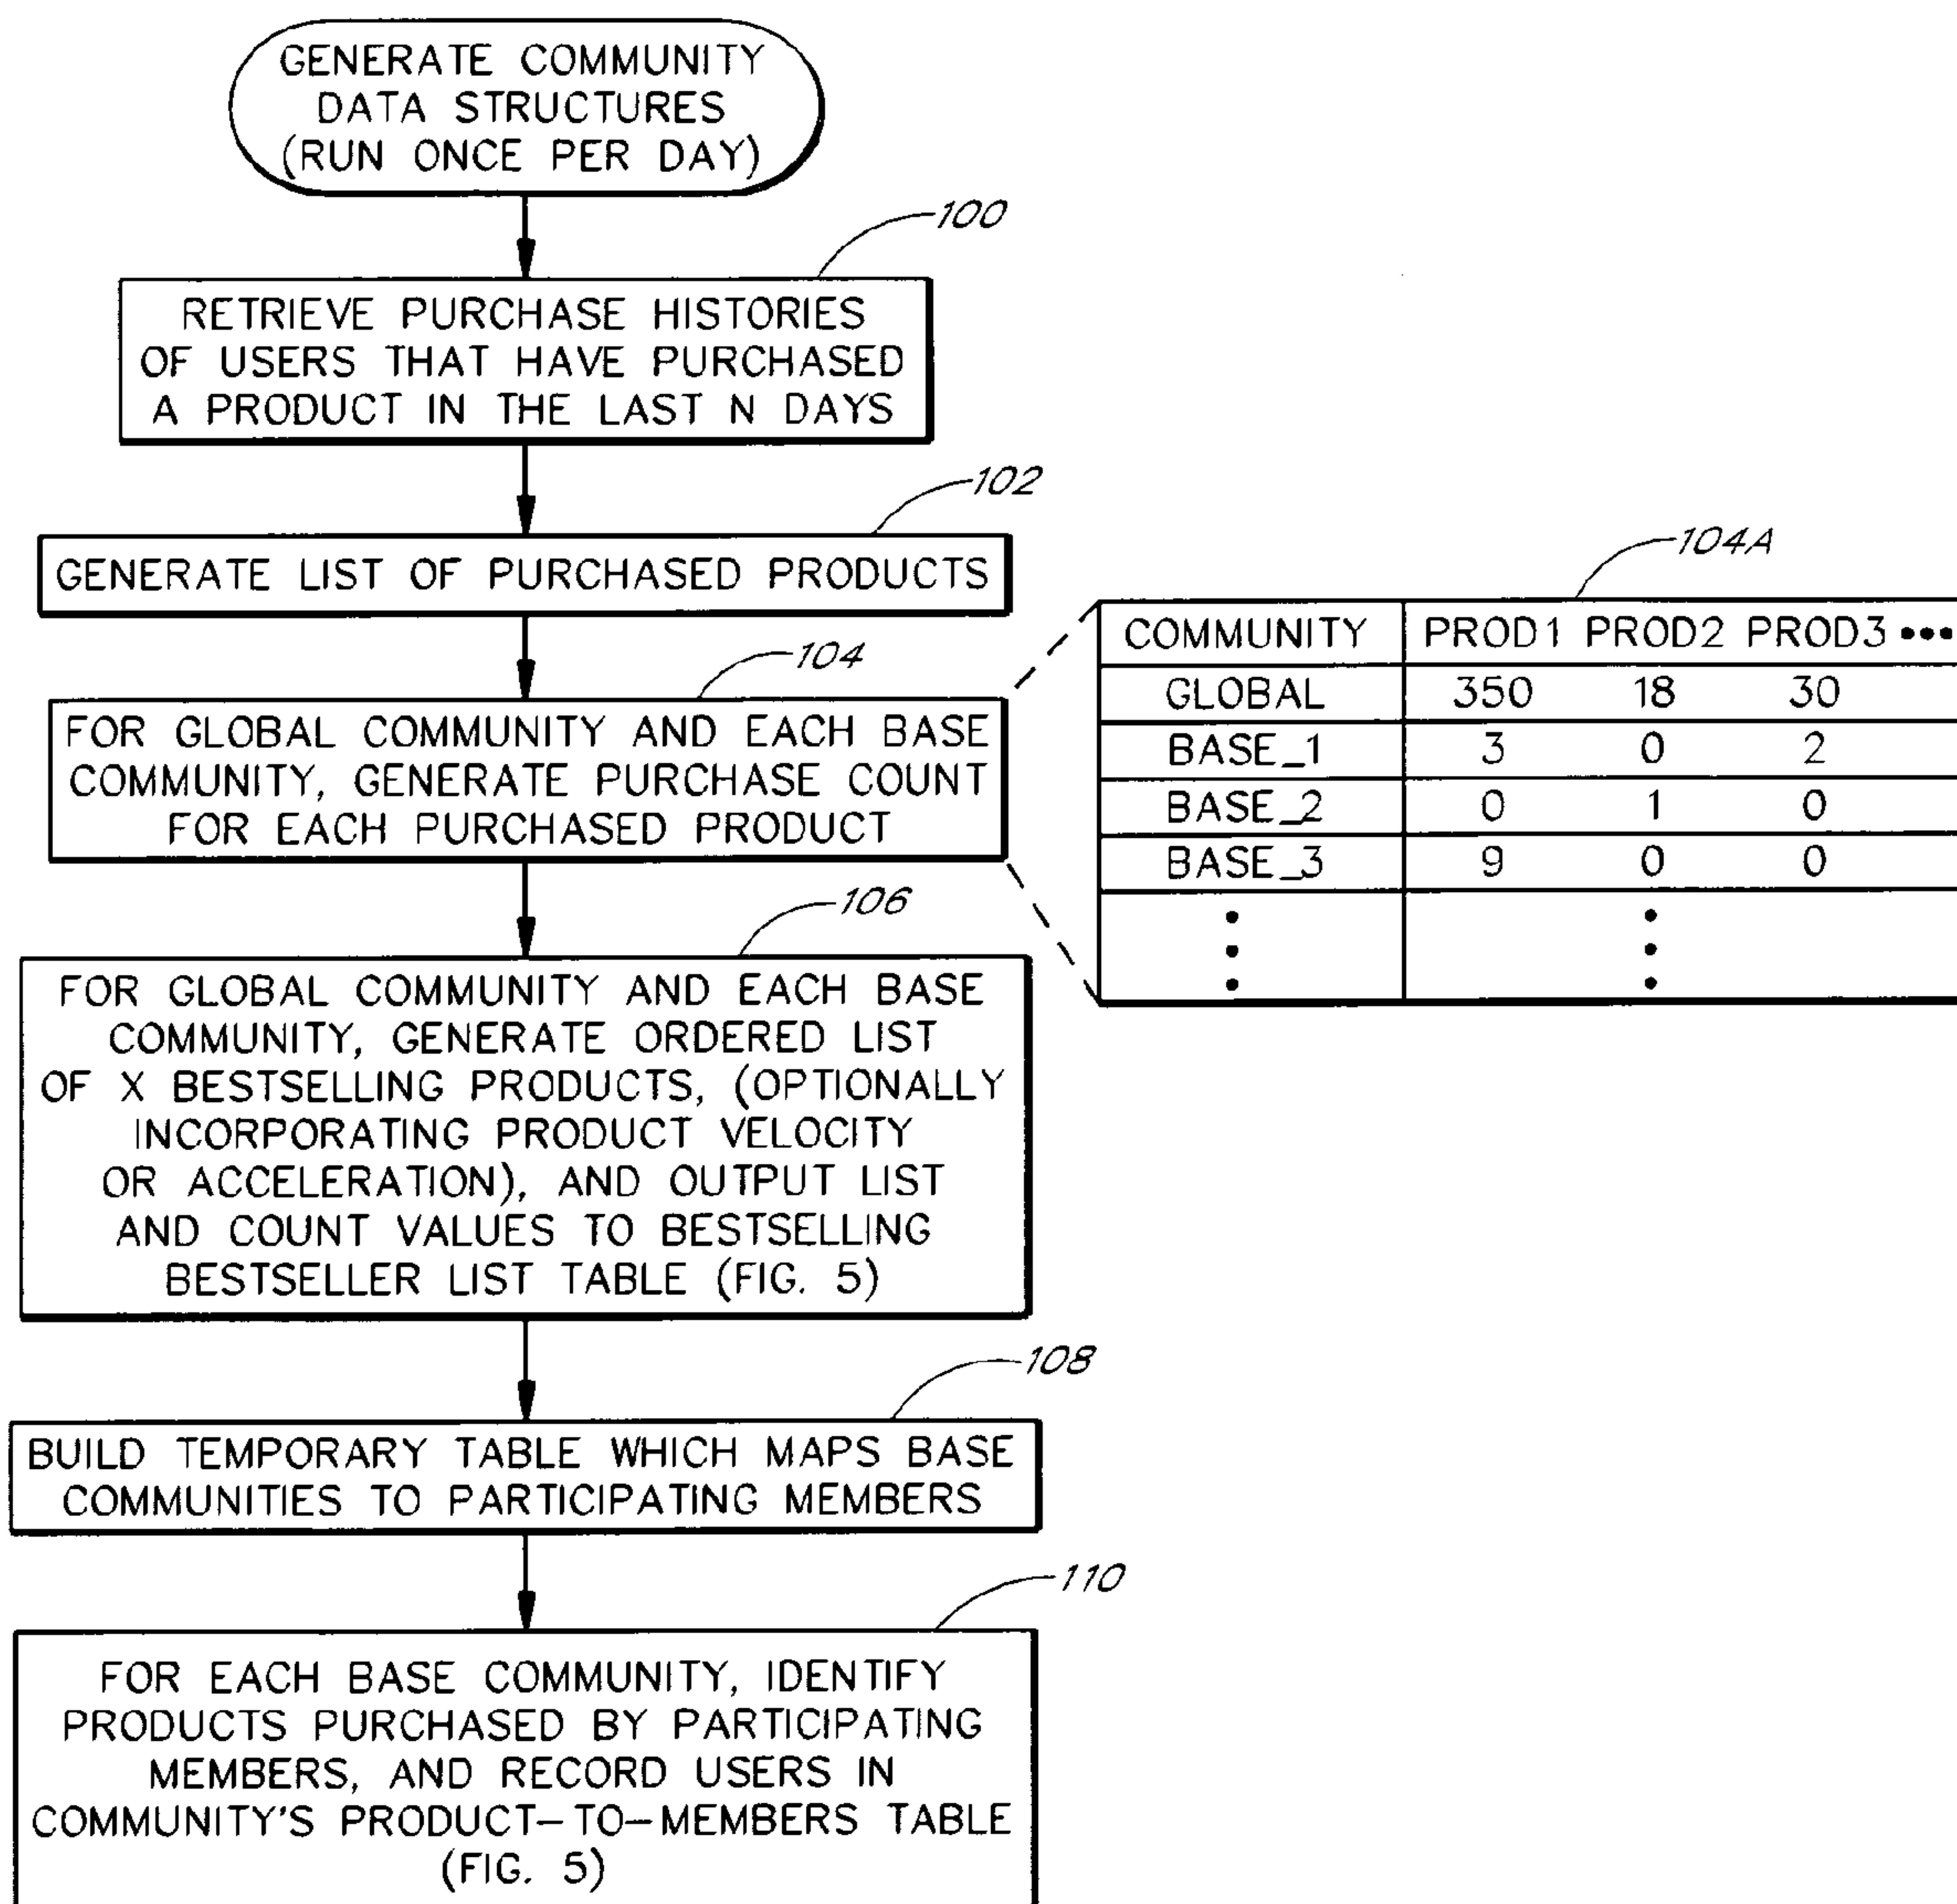 GENERATE COMMUNITY
DATA STRUCTURES
(RUN ONCE PER DAY)
100
RETRIEVE PURCHASE HISTORIES
OF USERS THAT HAVE PURCHASED
A PRODUCT IN THE LAST N DAYS
102
GENERATE LIST OF PURCHASED PRODUCTS
104
FOR GLOBAL COMMUNITY AND EACH BASE
COMMUNITY, GENERATE PURCHASE COUNT
FOR EACH PURCHASED PRODUCT
104A
COMMUNITY PROD1 PROD2 PROD3 •••
GLOBAL 350 18 30
BASE_1 3 0 2
BASE_2 0 1 0
BASE_3 9 0 0
106
FOR GLOBAL COMMUNITY AND EACH BASE
COMMUNITY, GENERATE ORDERED LIST
OF X BESTSELLING PRODUCTS, (OPTIONALLY
INCORPORATING PRODUCT VELOCITY
OR ACCELERATION), AND OUTPUT LIST
AND COUNT VALUES TO BESTSELLING
BESTSELLER LIST TABLE (FIG. 5)
108
BUILD TEMPORARY TABLE WHICH MAPS BASE
COMMUNITIES TO PARTICIPATING MEMBERS
110
FOR EACH BASE COMMUNITY, IDENTIFY
PRODUCTS PURCHASED BY PARTICIPATING
MEMBERS, AND RECORD USERS IN
COMMUNITY'S PRODUCT-TO-MEMBERS TABLE
(FIG. 5)